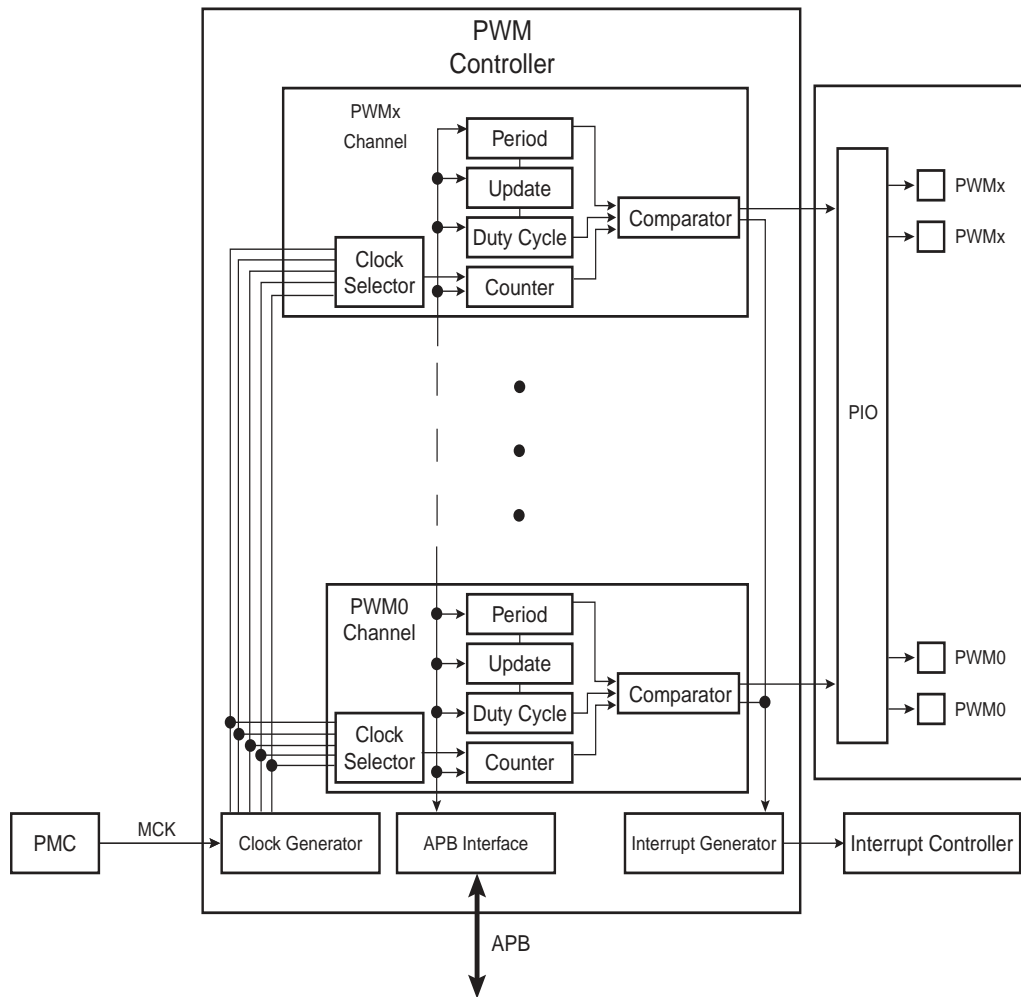 PWM
Controller
PWMx
Channel
Period
Update
Duty Cycle
Counter
Clock
Selector
Comparator
PIO
PWMx
PWMx
PWM0
Channel
Period
Update
Duty Cycle
Counter
Clock
Selector
Comparator
PWM0
PWM0
PMC
MCK
Clock Generator
APB Interface
Interrupt Generator
Interrupt Controller
APB